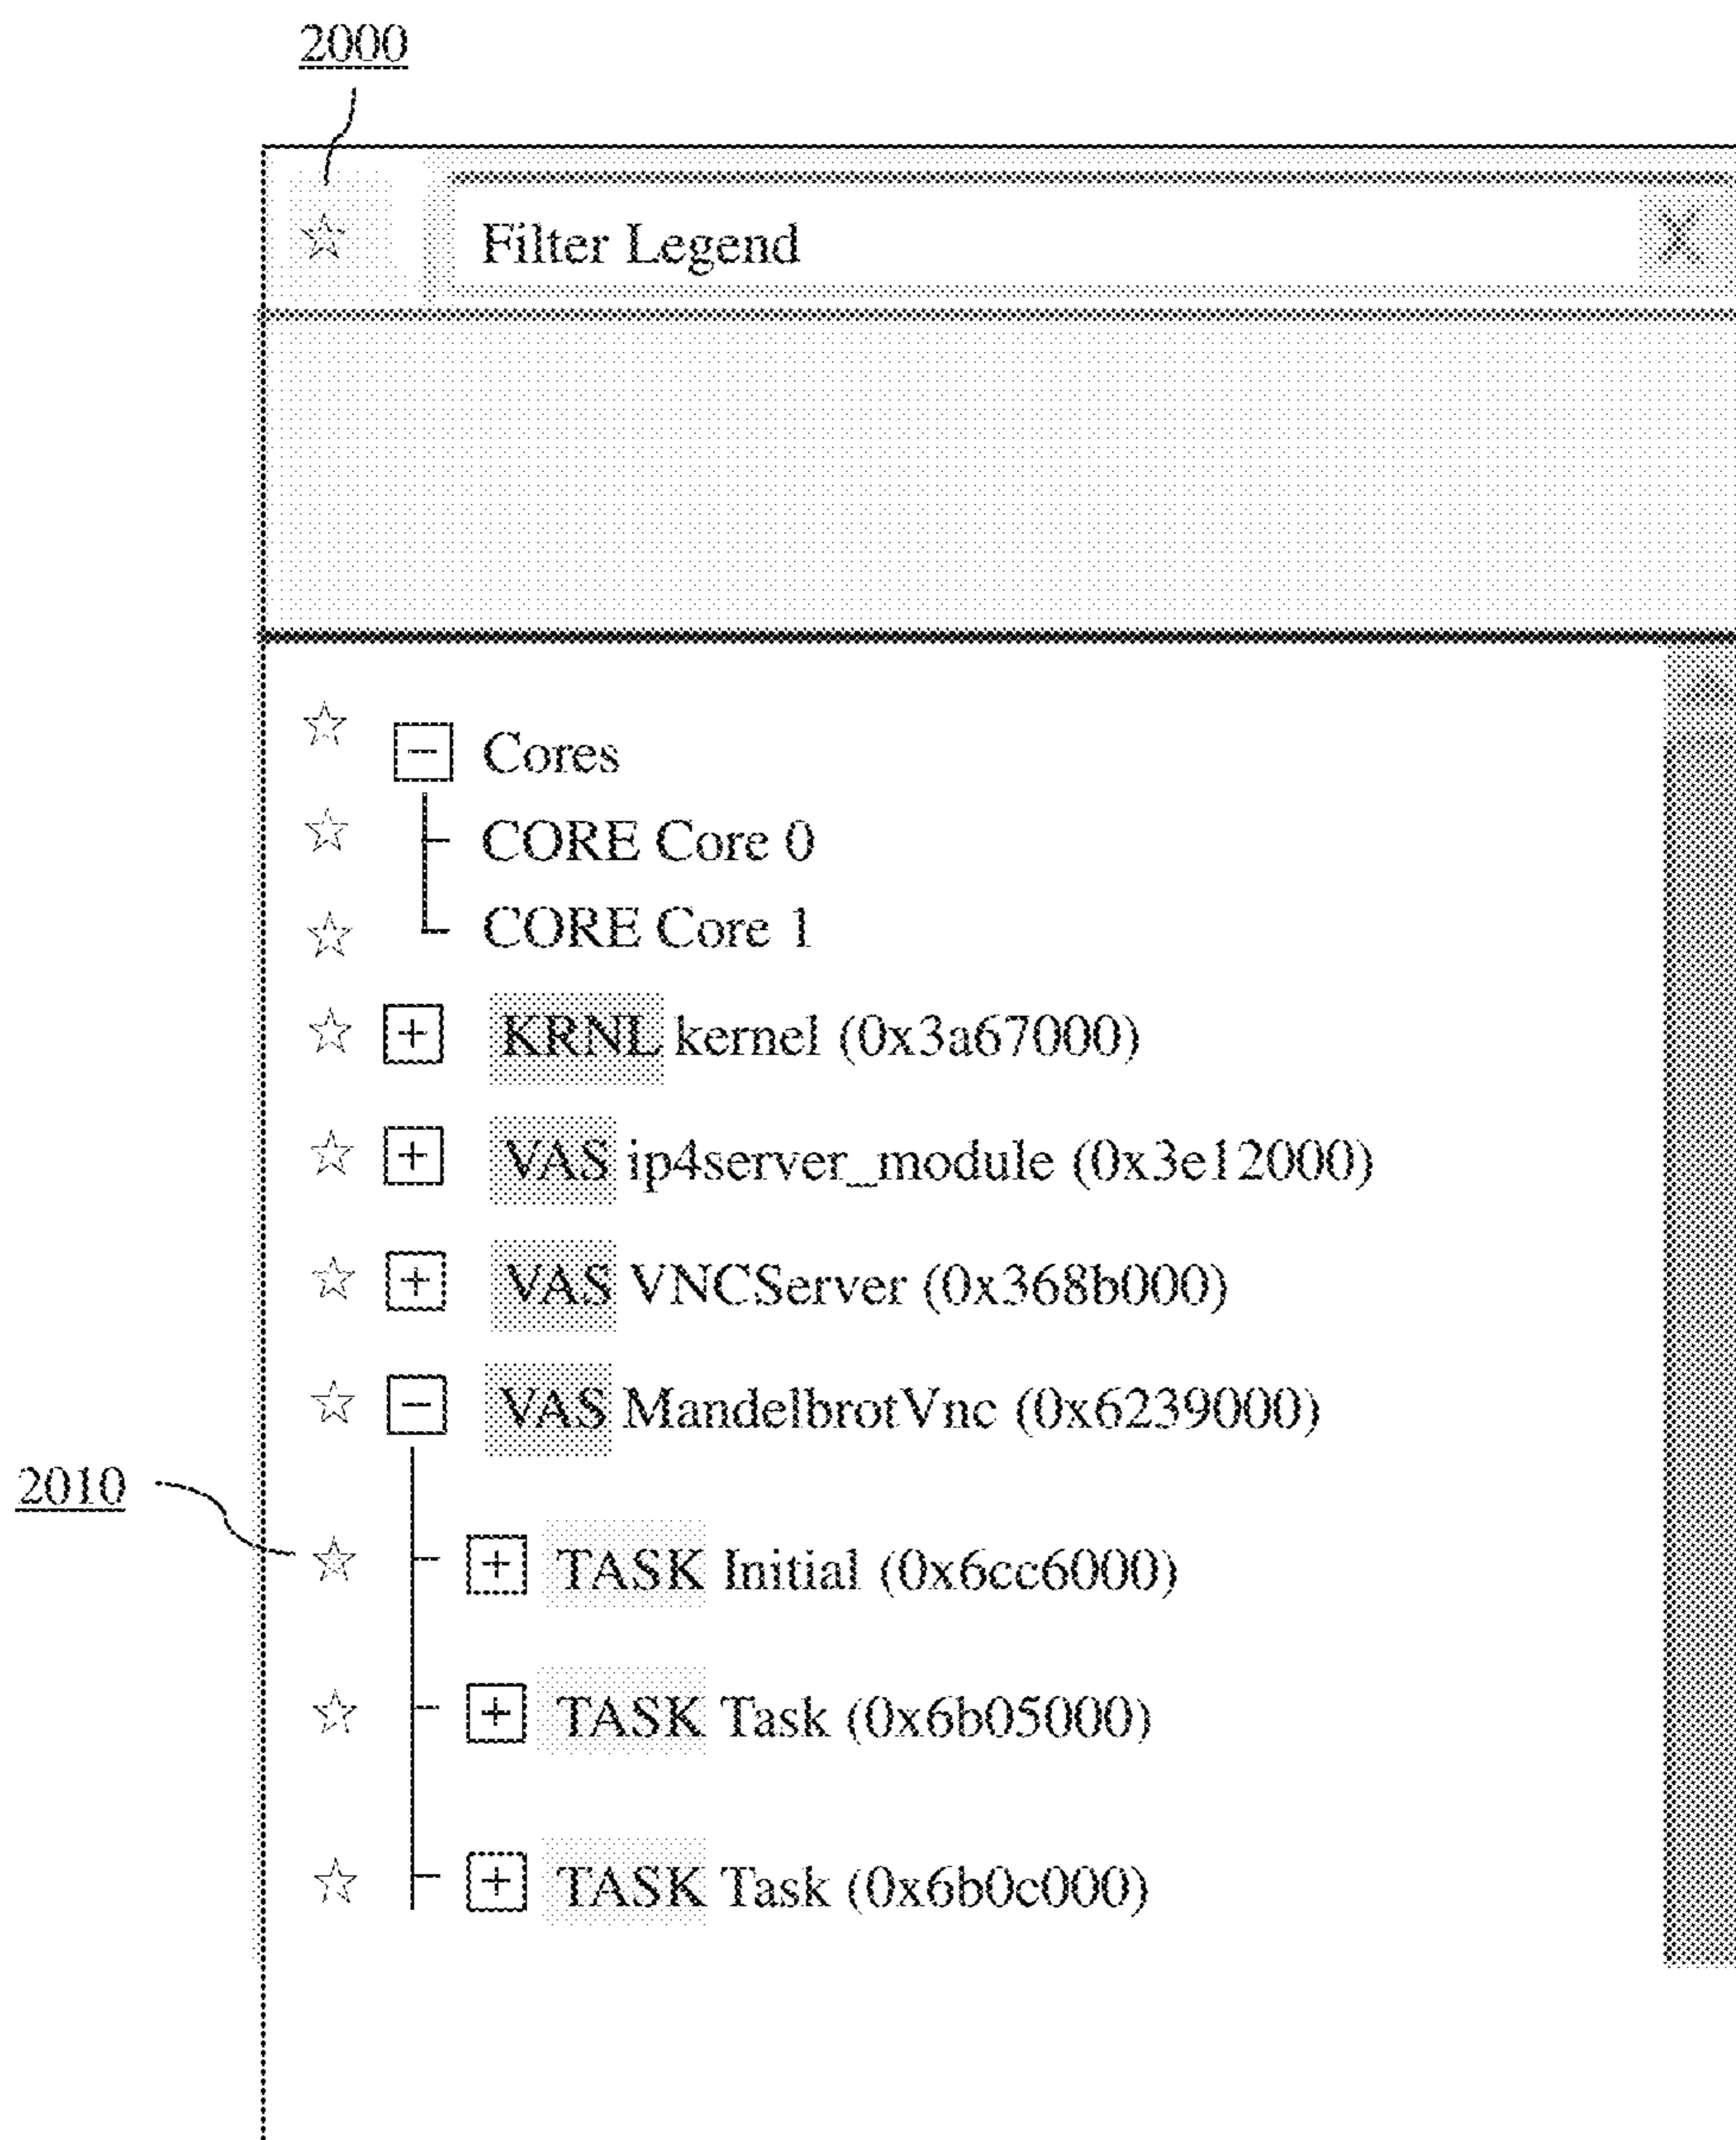 2000
Filter Legend X
Cores
CORE Core 0
CORE Core 1
KRNL kernel (0x3a67000)
VAS ip4server_module (0x3e12000)
VAS VNCServer (0x368b000)
VAS MandelbrotVnc (0x6239000)
2010
TASK Initial (0x6cc6000)
TASK Task (0x6b05000)
TASK Task (0x6b0c000)